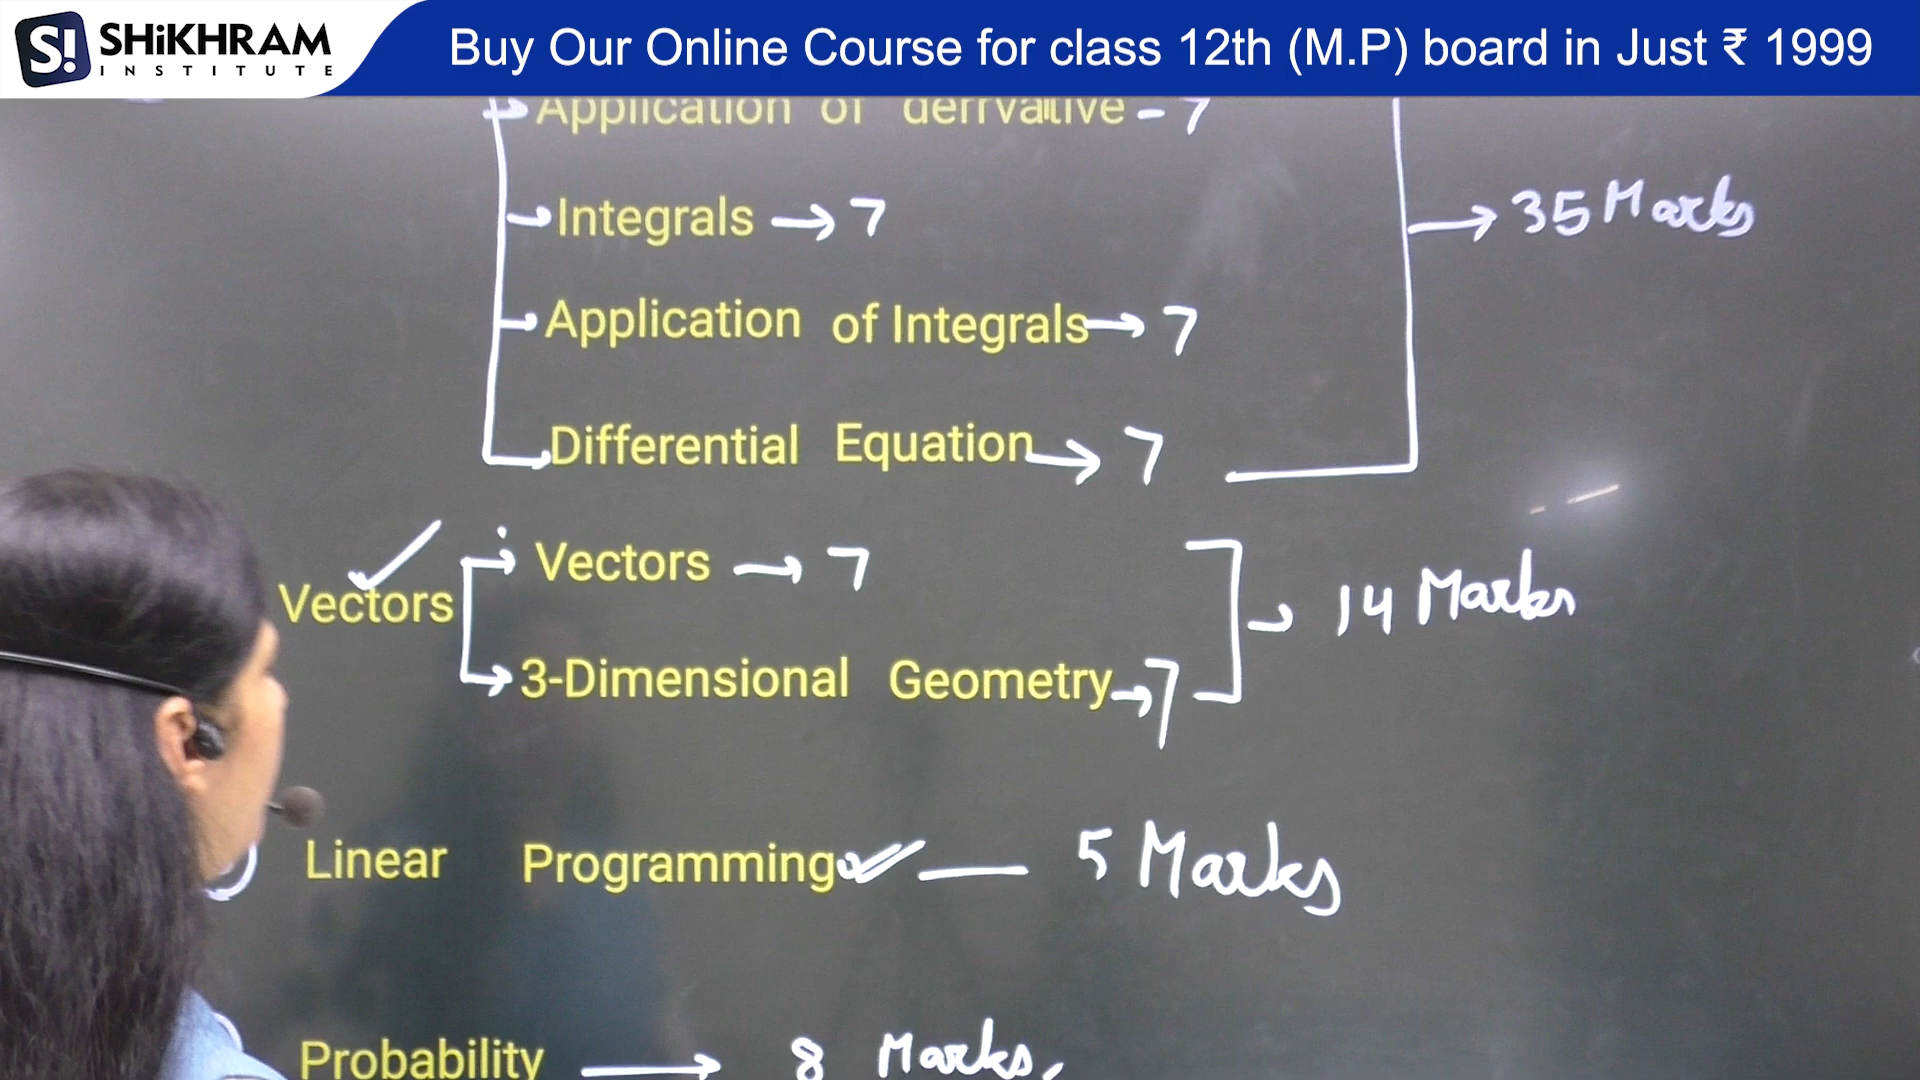 SHiKHRAM
INSTITUTE
Buy Our Online Course for class 12th (M.P) board in Just ₹ 1999
Application of derrvative - 7
Integrals → 7
→ 35 Marks
Application of Integrals → 7
Differential Equation → 7
Vectors
Vectors → 7
3-Dimensional Geometry → 7
→ 14 Marks
Linear Programming — 5 Marks
Probability → 8 Marks.